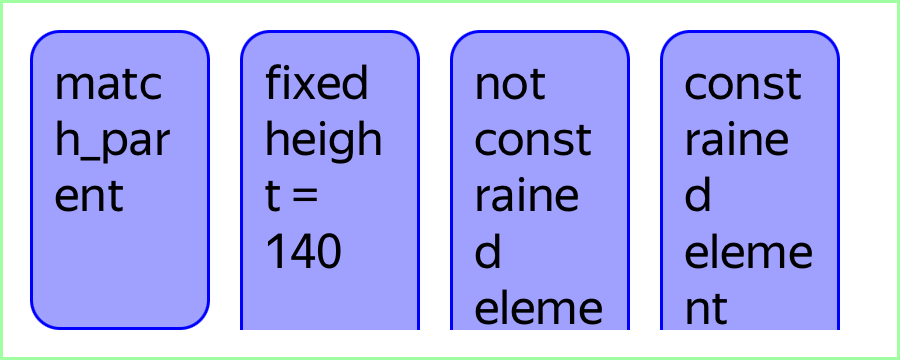 matc
h_par
ent
fixed
heigh
t =
140
not
const
raine
d
eleme
const
raine
d
eleme
nt